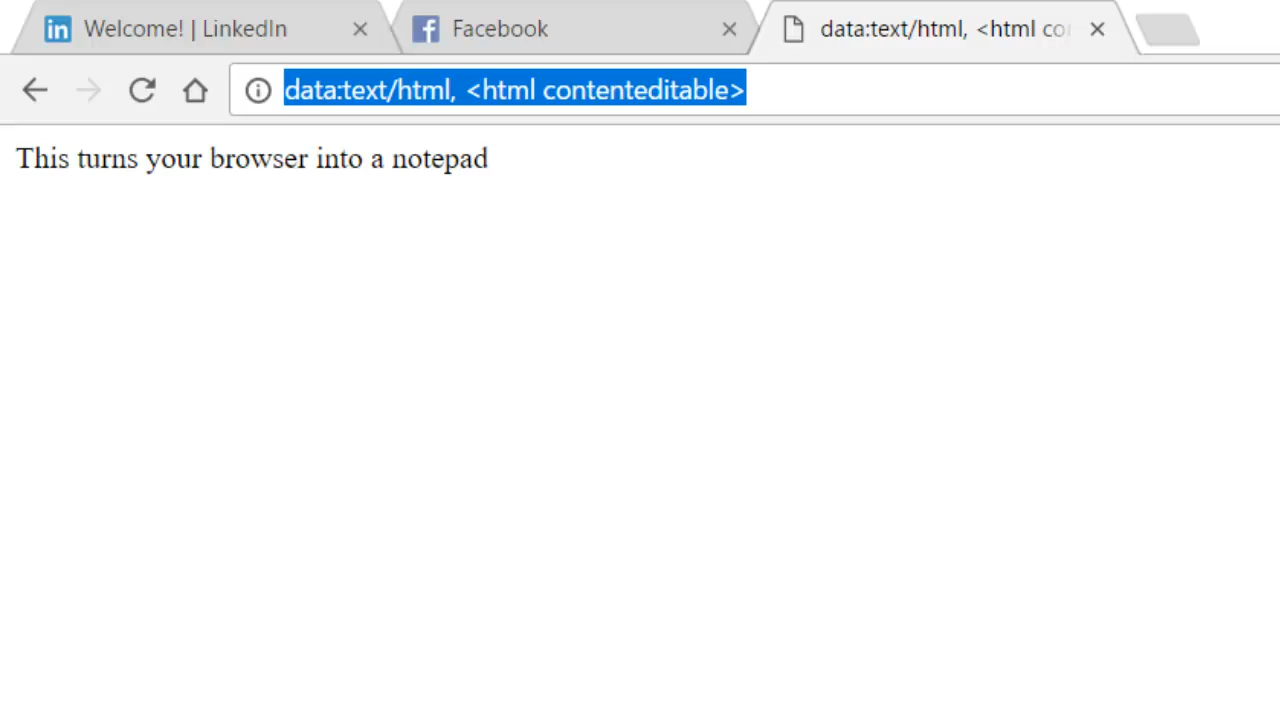 in Welcome! | LinkedIn f Facebook data:text/html, <html co
data:text/html, <html contenteditable>
This turns your browser into a notepad